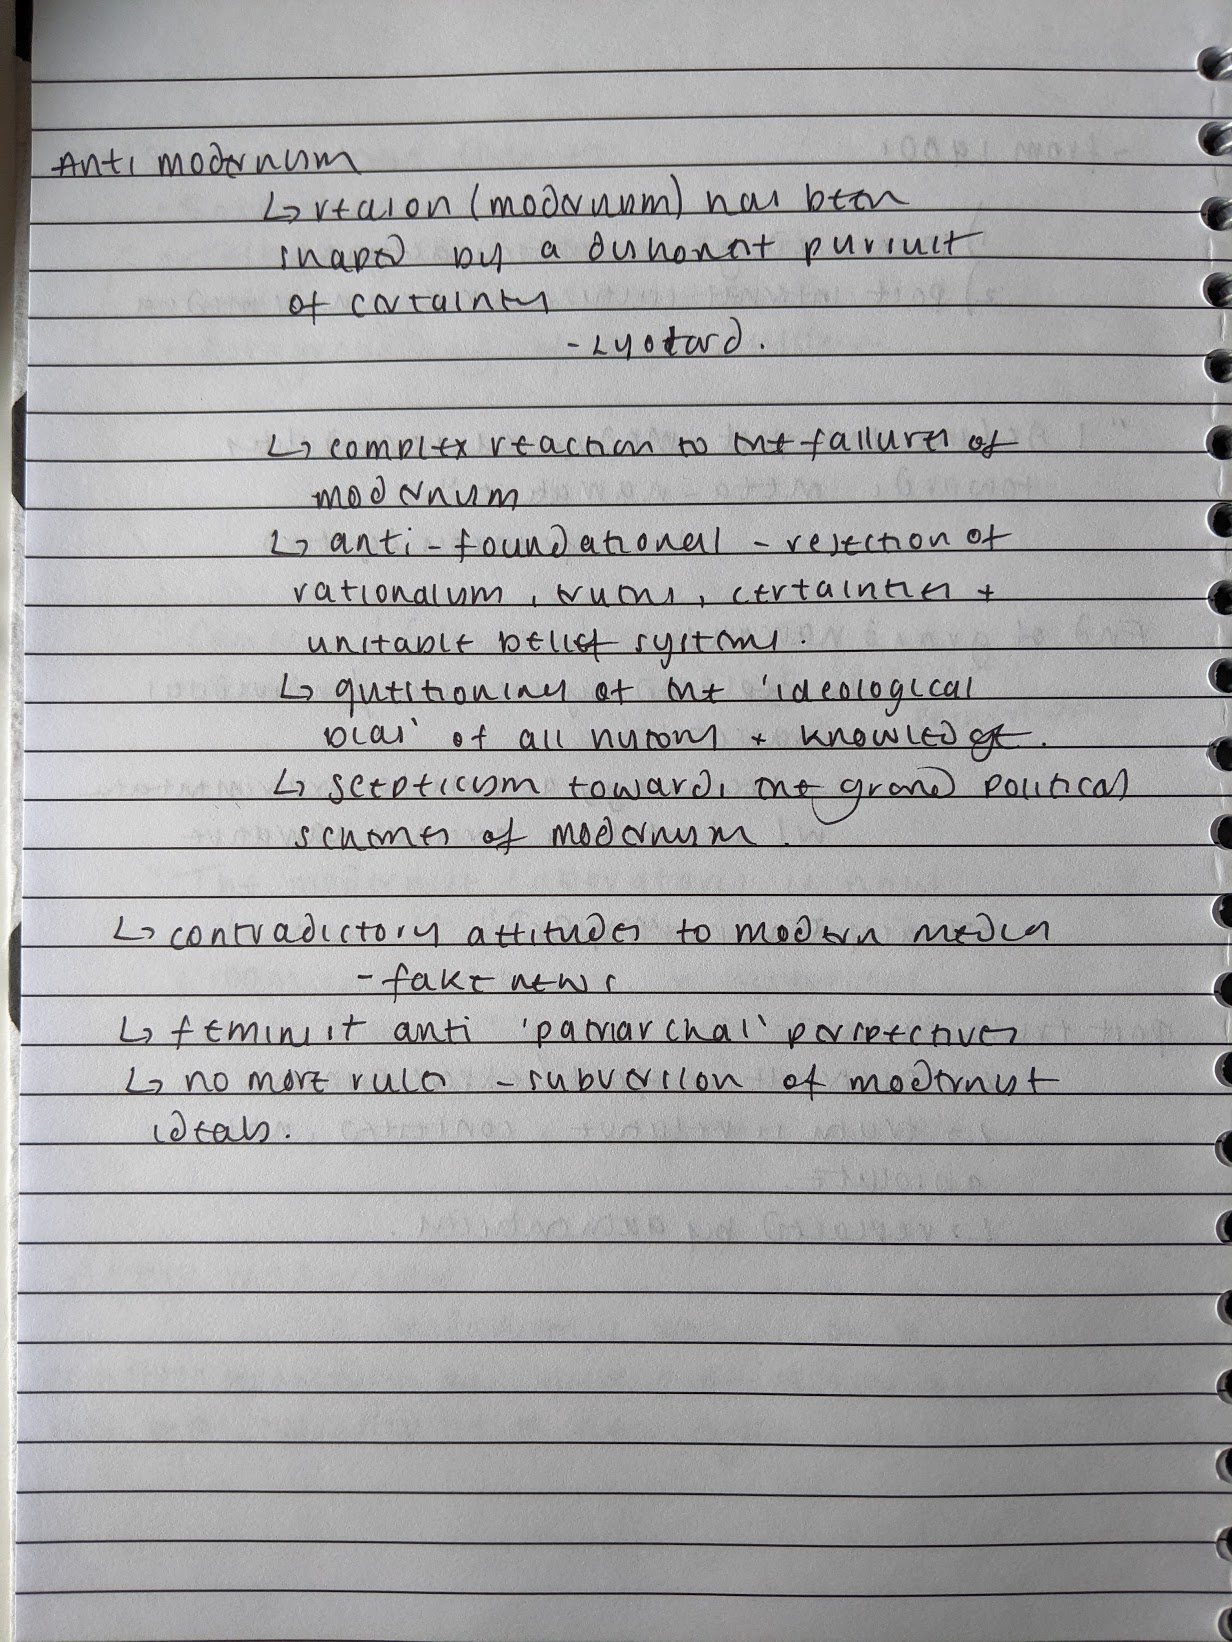 Anti modernism
↳ reason (modernism) has been
shaped by a dishonest pursuit
of certainty
- Lyotard.
↳ complex reaction to the failures of
modernism
↳ anti-foundational - rejection of
rationalism, truths, certainties +
unstable belief systems.
↳ questioning of the 'ideological
bias' of all history + knowledge.
↳ scepticism towards the grand political
schemes of modernism.
↳ contradictory attitudes to modern media
- fake news
↳ feminist anti 'patriarchal' perspectives
↳ no more rules - subversion of modernist
ideals.